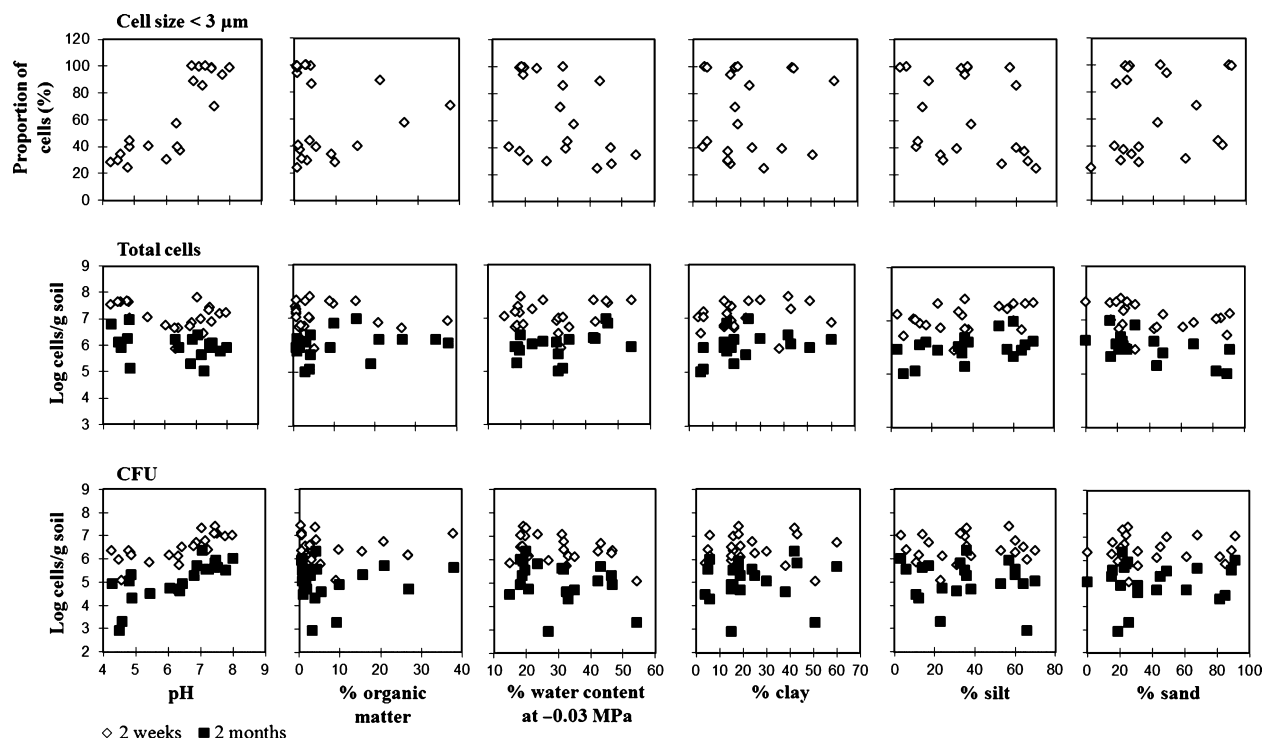 Cell size < 3 µm
Proportion of
cells (%)
120
100
80
60
40
20
0
Total cells
Log cells/g soil
9
8
7
6
5
4
3
CFU
Log cells/g soil
9
8
7
6
5
4
3
2
4 5 6 7 8 9
0 10 20 30 40
10 20 30 40 50 60
0 20 40 60 80
0 20 40 60 80
0 10 20 30 40 50 60 70 80 90 100
pH
% organic
matter
% water content
at –0.03 MPa
% clay
% silt
% sand
◇ 2 weeks ■ 2 months